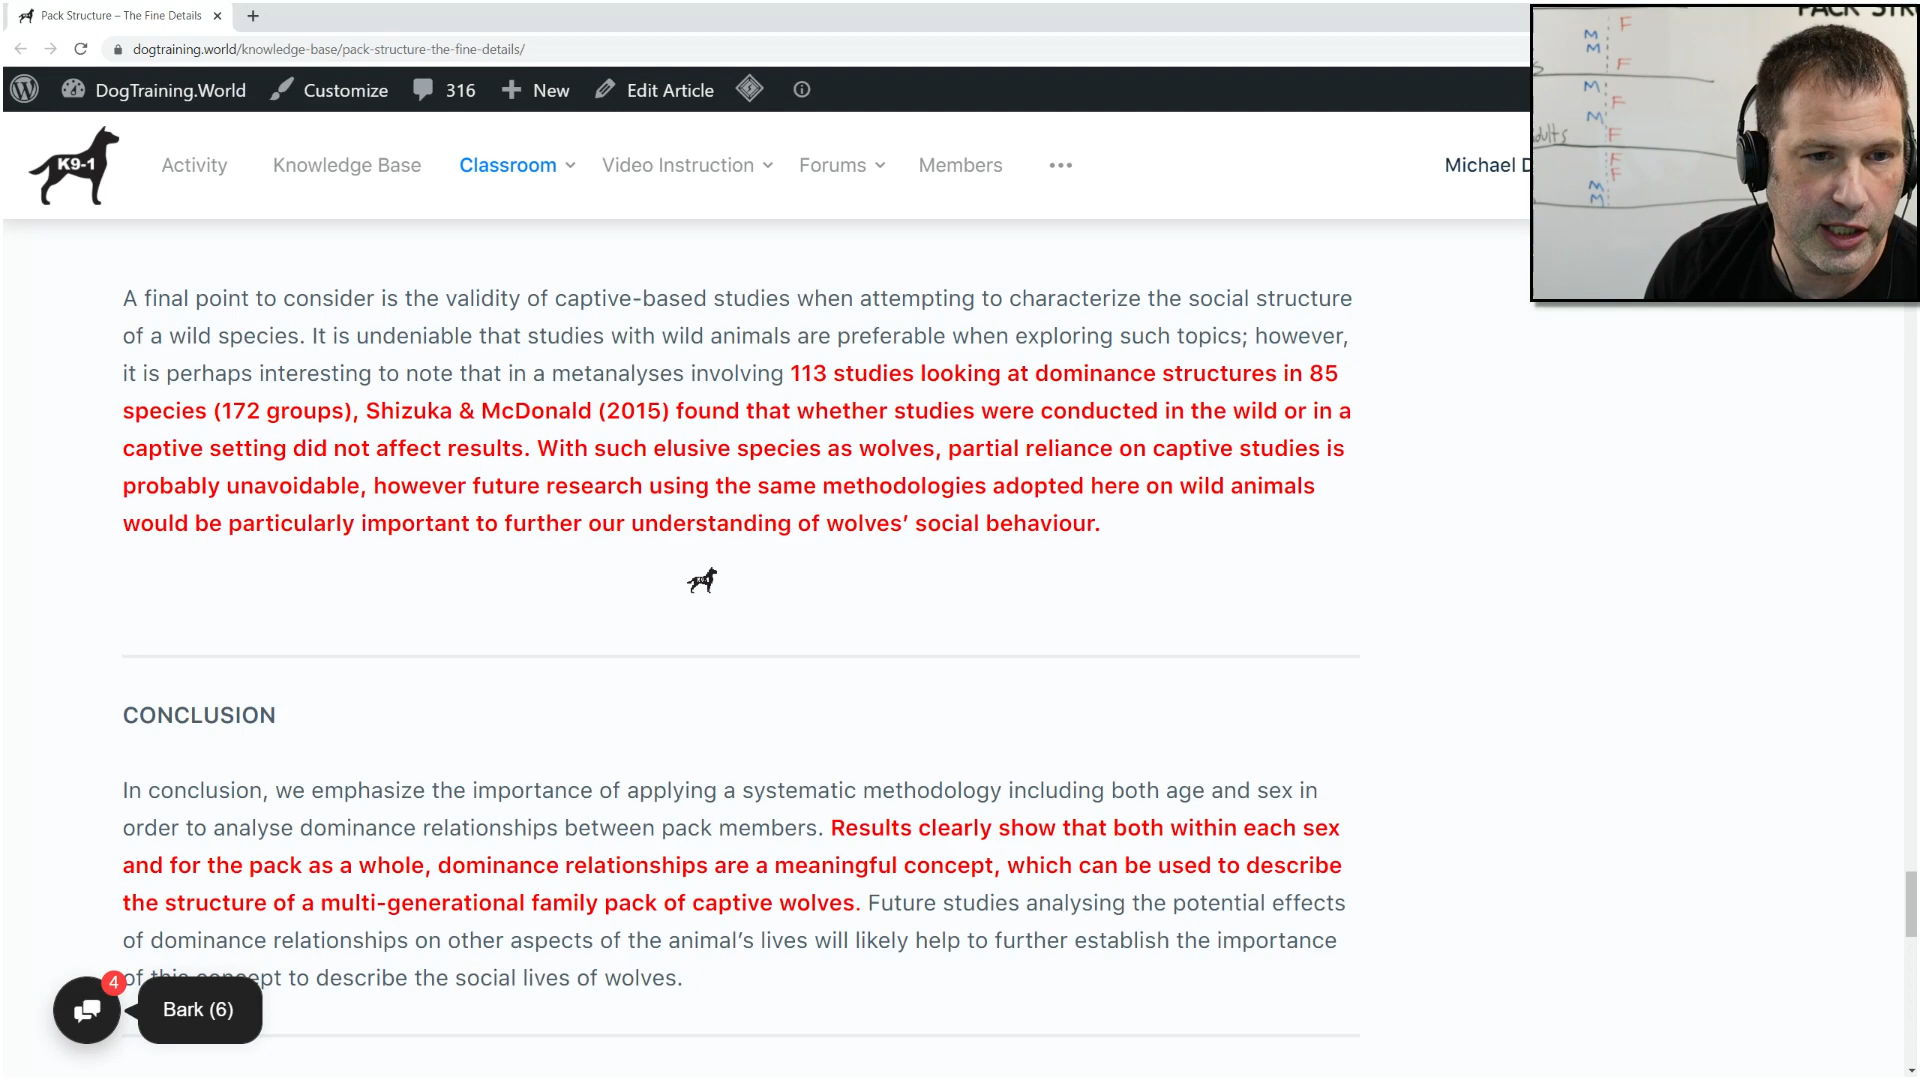 Pack Structure – The Fine Details
dogtraining.world/knowledge-base/pack-structure-the-fine-details/
DogTraining.World Customize 316 New Edit Article
K9-1 Activity Knowledge Base Classroom Video Instruction Forums Members ••• Michael D
A final point to consider is the validity of captive-based studies when attempting to characterize the social structure
of a wild species. It is undeniable that studies with wild animals are preferable when exploring such topics; however,
it is perhaps interesting to note that in a metanalyses involving 113 studies looking at dominance structures in 85
species (172 groups), Shizuka & McDonald (2015) found that whether studies were conducted in the wild or in a
captive setting did not affect results. With such elusive species as wolves, partial reliance on captive studies is
probably unavoidable, however future research using the same methodologies adopted here on wild animals
would be particularly important to further our understanding of wolves’ social behaviour.
CONCLUSION
In conclusion, we emphasize the importance of applying a systematic methodology including both age and sex in
order to analyse dominance relationships between pack members. Results clearly show that both within each sex
and for the pack as a whole, dominance relationships are a meaningful concept, which can be used to describe
the structure of a multi-generational family pack of captive wolves. Future studies analysing the potential effects
of dominance relationships on other aspects of the animal’s lives will likely help to further establish the importance
of this concept to describe the social lives of wolves.
4
Bark (6)
PACK STR
F
M
M
F
M
F
M
F
F
F
M
M